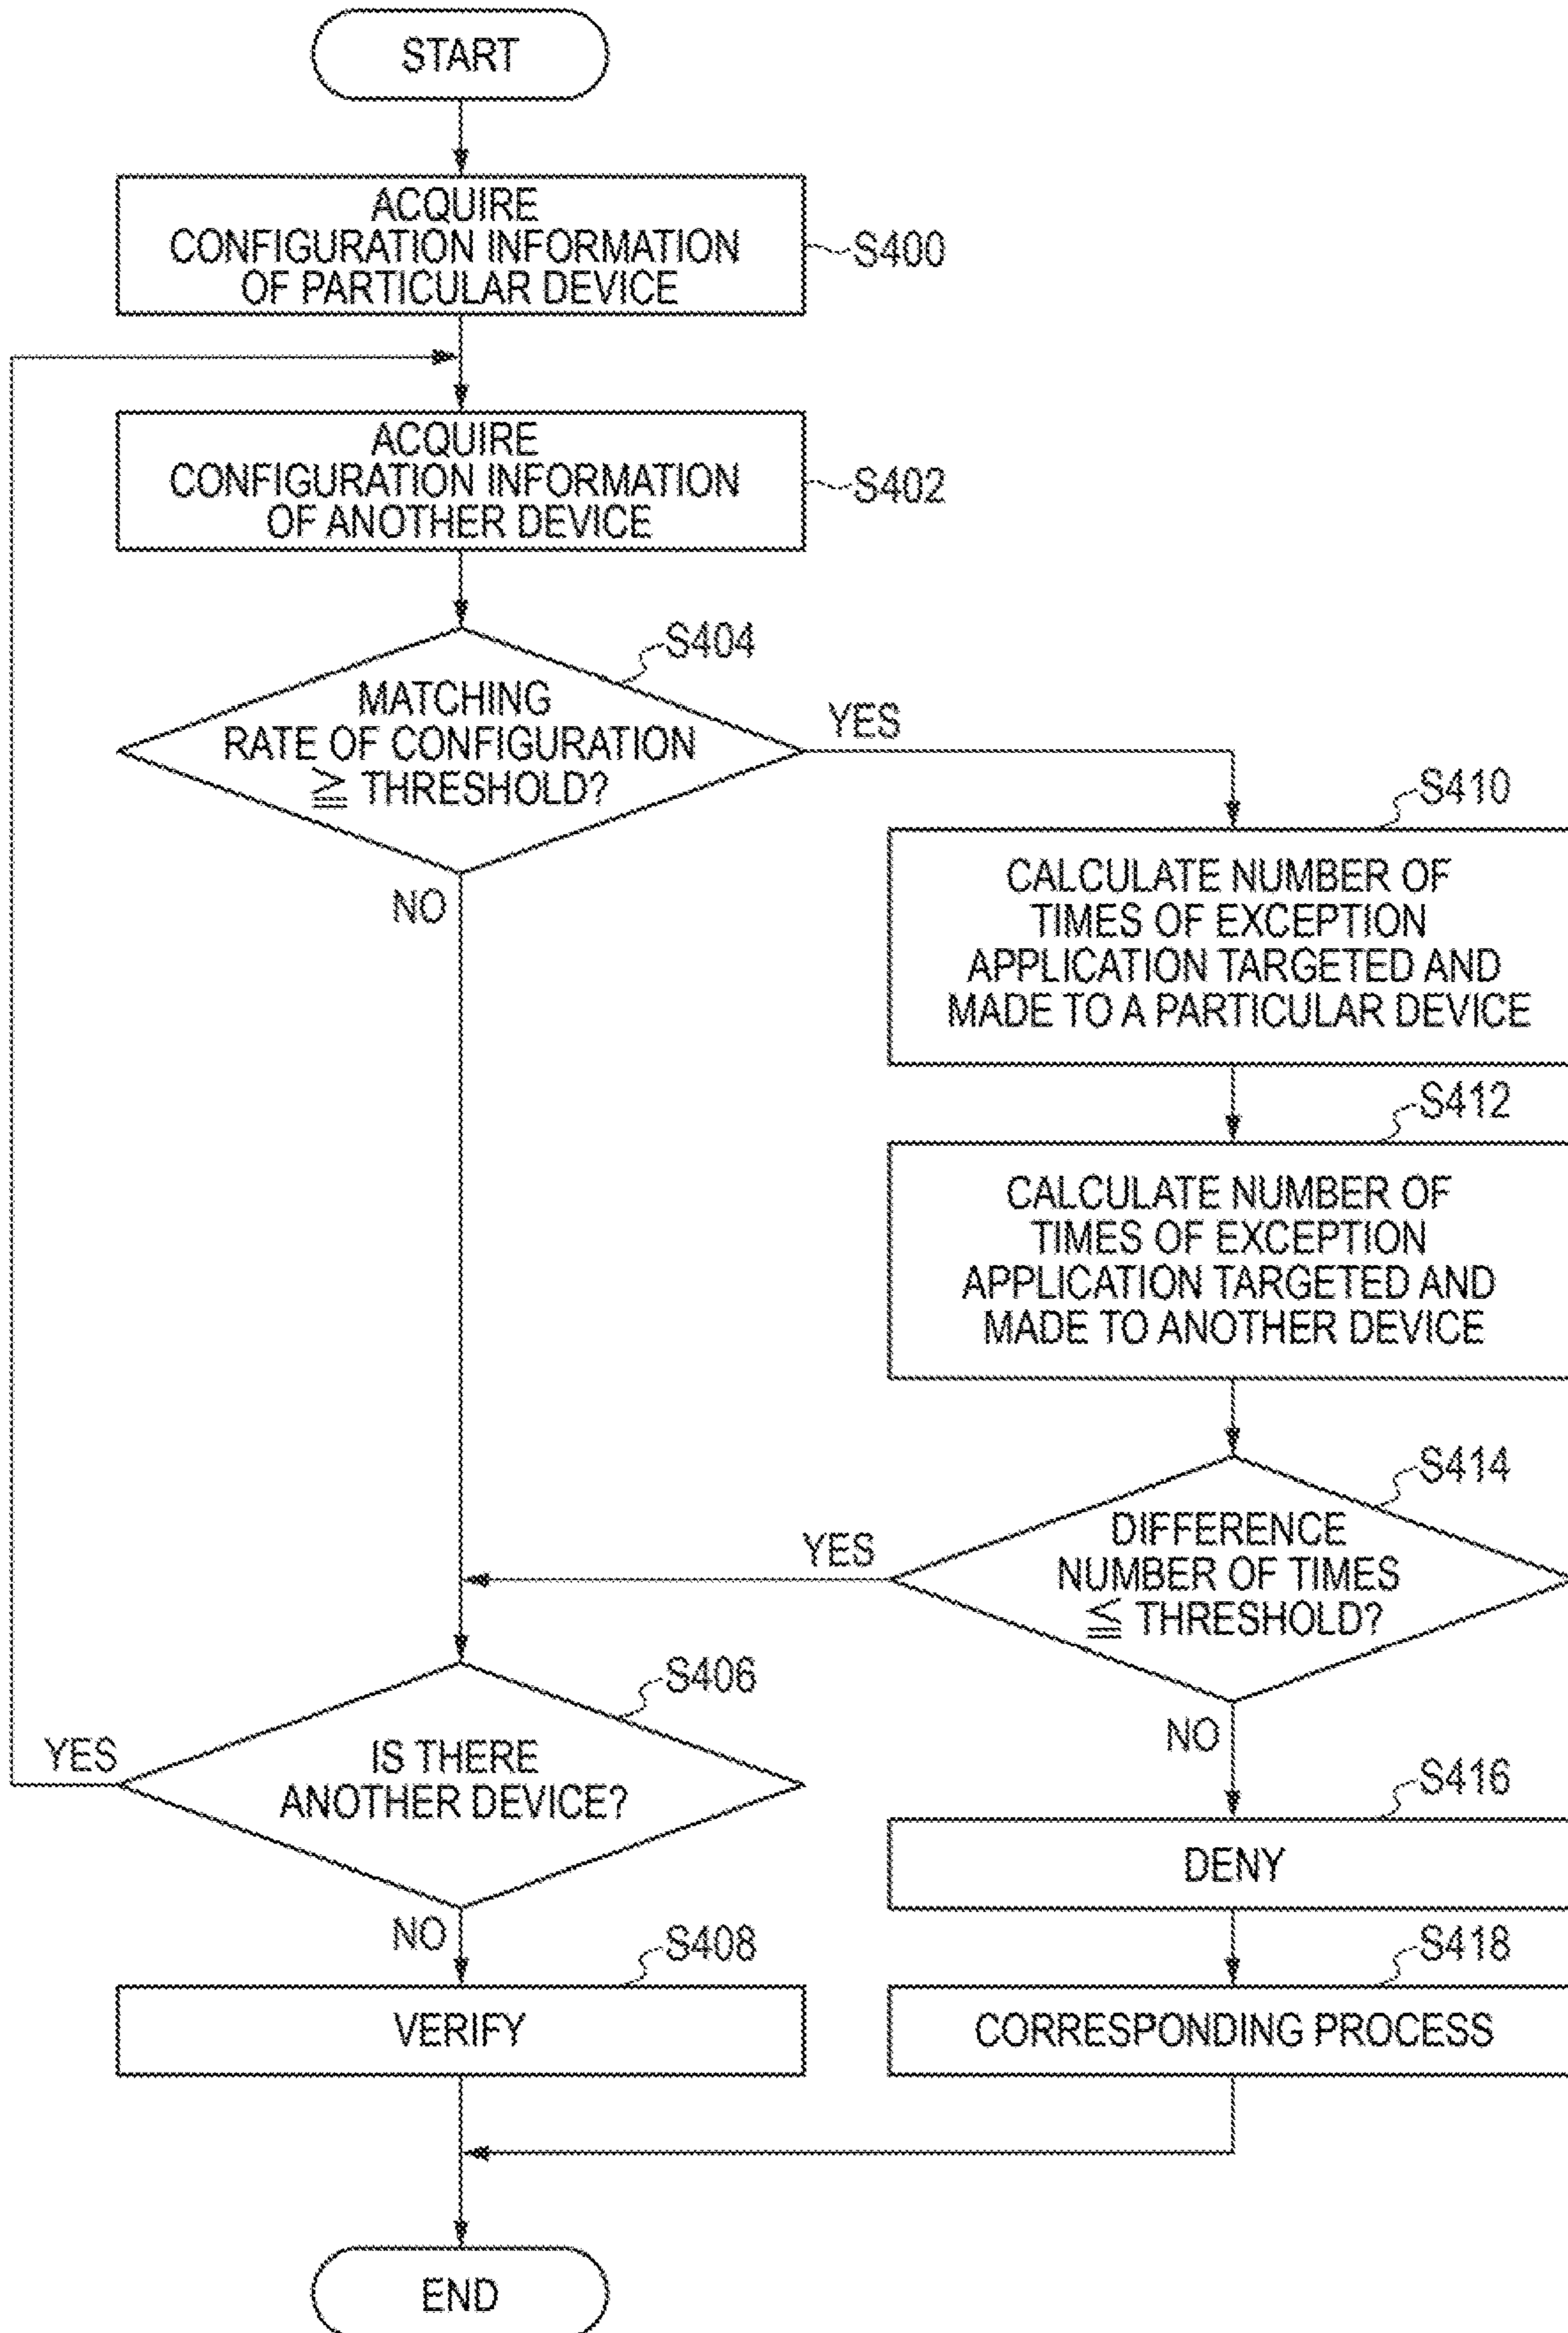 START
ACQUIRE
CONFIGURATION INFORMATION
OF PARTICULAR DEVICE
S400
ACQUIRE
CONFIGURATION INFORMATION
OF ANOTHER DEVICE
S402
S404
MATCHING
RATE OF CONFIGURATION
≧ THRESHOLD?
YES
NO
S410
CALCULATE NUMBER OF
TIMES OF EXCEPTION
APPLICATION TARGETED AND
MADE TO A PARTICULAR DEVICE
S412
CALCULATE NUMBER OF
TIMES OF EXCEPTION
APPLICATION TARGETED AND
MADE TO ANOTHER DEVICE
S414
DIFFERENCE
NUMBER OF TIMES
≦ THRESHOLD?
YES
NO
S406
IS THERE
ANOTHER DEVICE?
YES
NO
S416
DENY
S408
VERIFY
S418
CORRESPONDING PROCESS
END